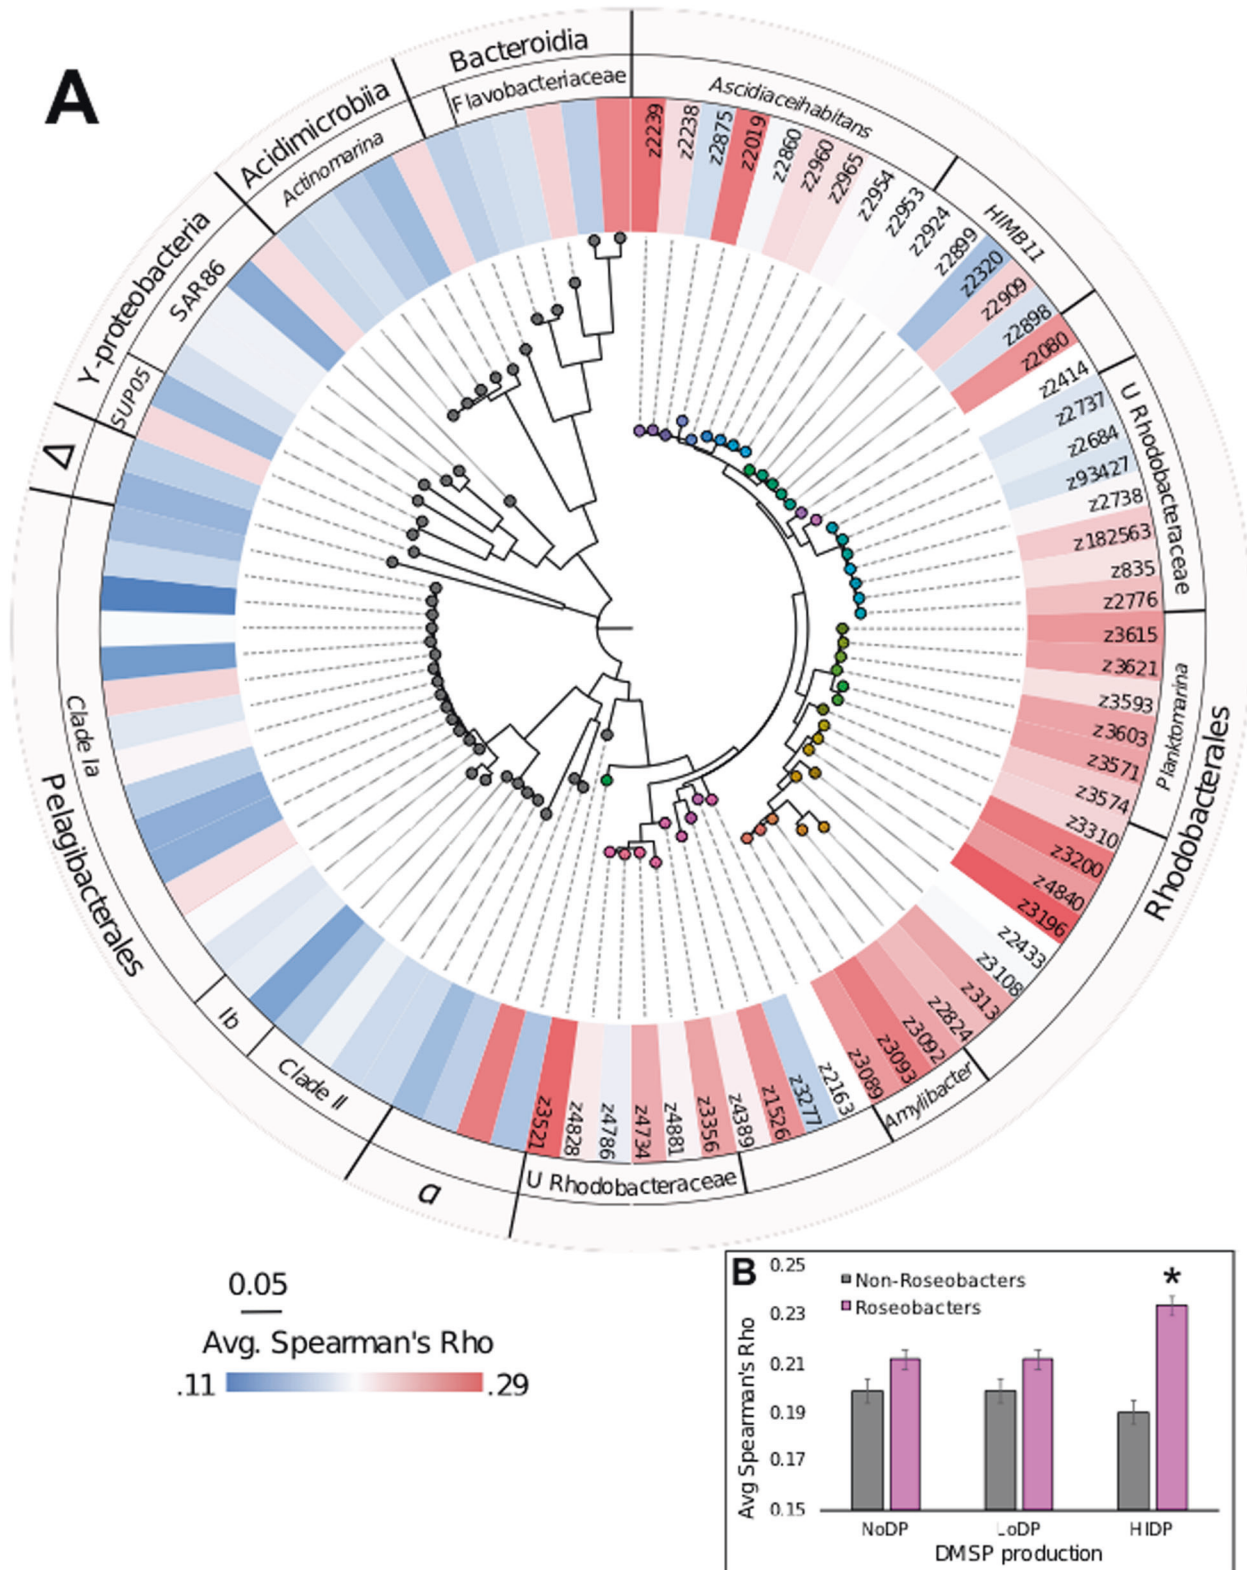 A
Bacteroidia
Flavobacteriaceae
Acidimicrobiia
Actinomarina
Y-proteobacteria
SAR86
SUP05
Δ
Ascidiaceihabitans
z2239
z2238
z2875
z2019
z2860
z2960
z2965
z2954
z2953
z2924
z2899
z2320
z2909
z2898
z2080
z2414
z2737
z2684
z93427
z2738
z182563
z835
z2776
z3615
z3621
z3593
z3603
z3571
z3574
z3310
z3200
z4840
z3196
z2433
z3108
z313
z2824
z3092
z3093
z3089
z2163
z3277
z1526
z4389
z3356
z4881
z4734
z4786
z4828
z3521
HIMB11
U Rhodobacteraceae
Planktomarina
Rhodobacterales
Amylibacter
U Rhodobacteraceae
α
Clade II
Ib
Clade Ia
Pelagibacterales
0.05
Avg. Spearman's Rho
.11 .29
B
Non-Roseobacters
Roseobacters
*
Avg Spearman's Rho
0.25
0.23
0.21
0.19
0.17
0.15
NoDP LoDP HIDP
DMSP production